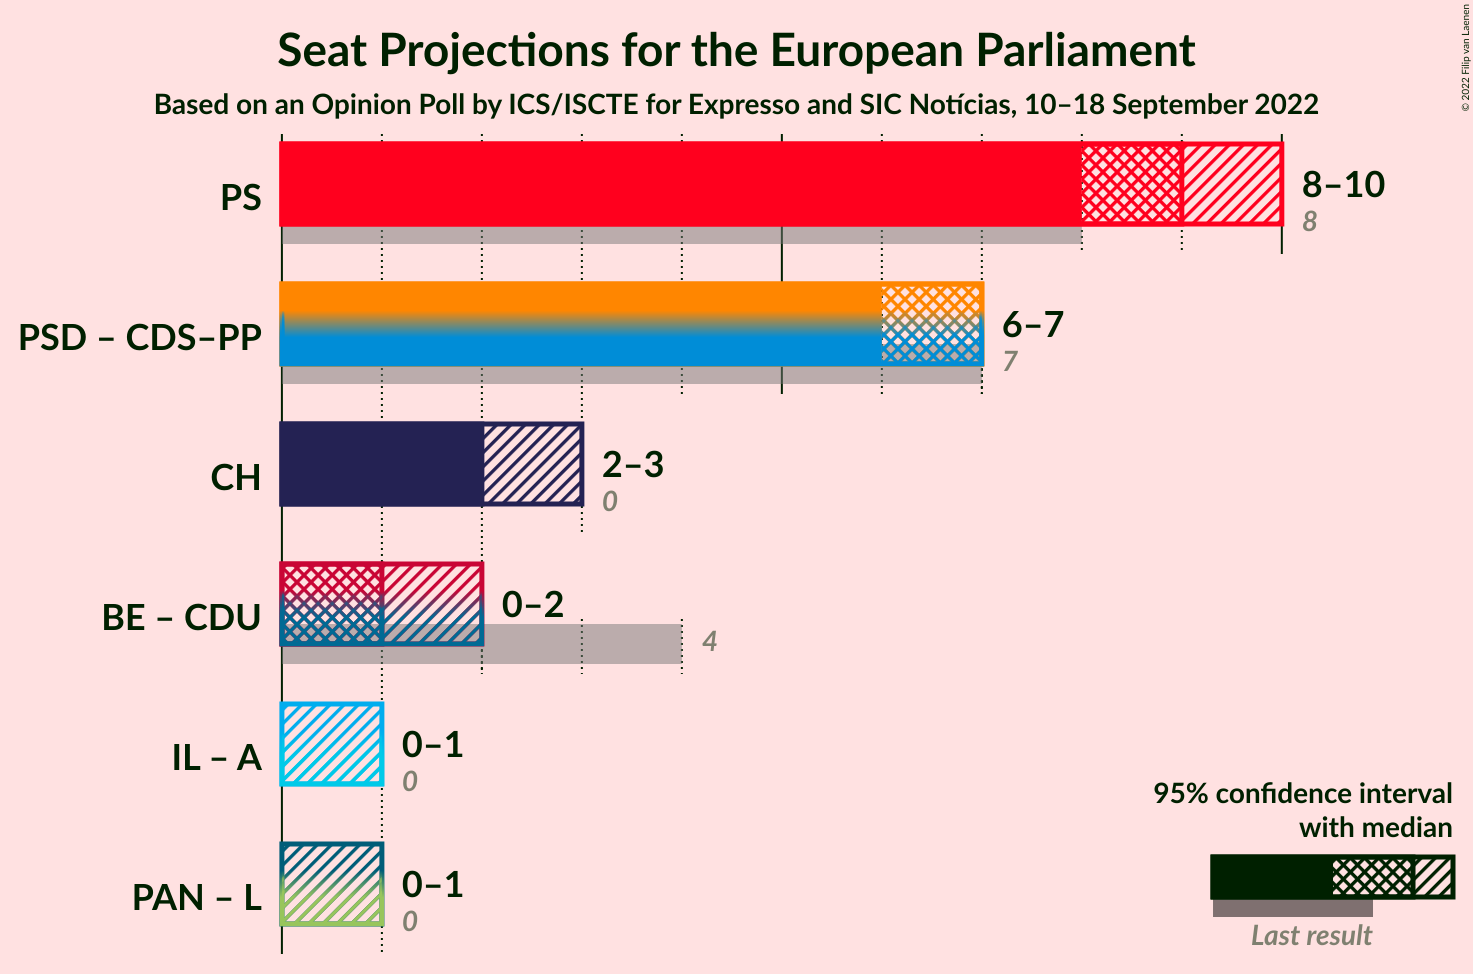 Seat Projections for the European Parliament
Based on an Opinion Poll by ICS/ISCTE for Expresso and SIC Notícias, 10–18 September 2022
© 2022 Filip van Laenen
PS
8–10
8
PSD – CDS–PP
6–7
7
CH
2–3
0
BE – CDU
0–2
4
IL – A
0–1
0
PAN – L
0–1
0
95% confidence interval
with median
Last result